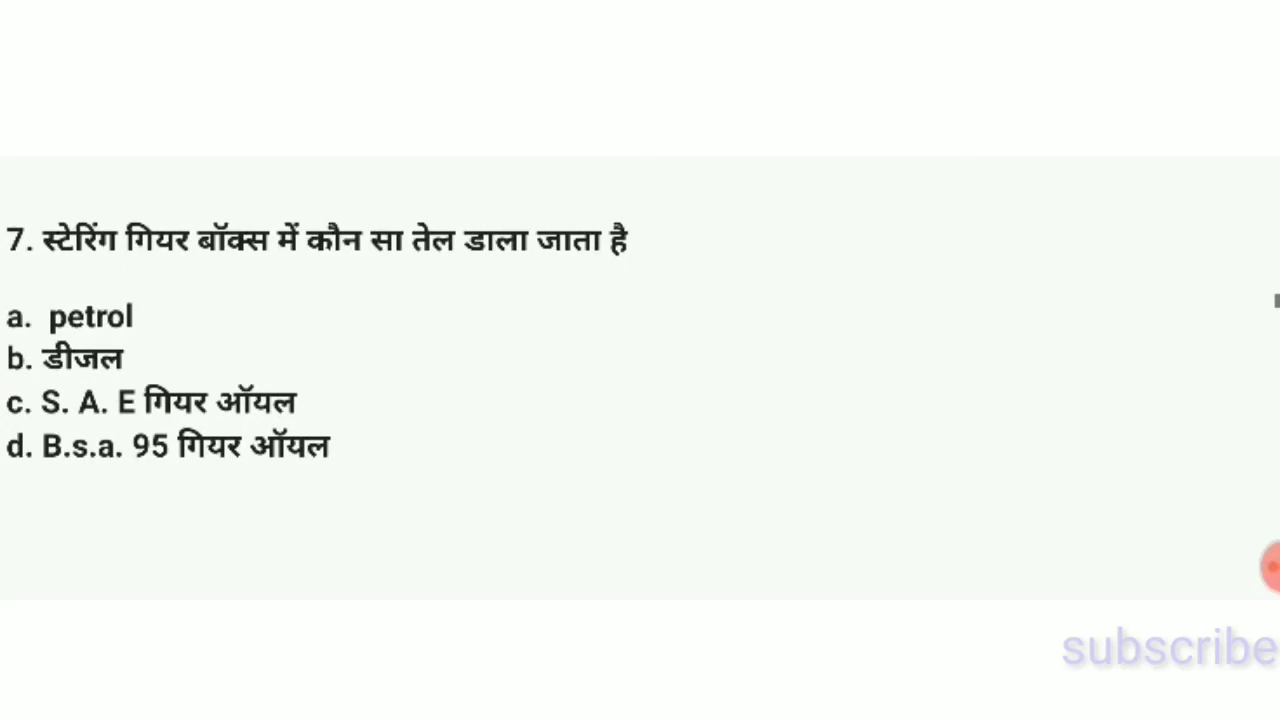 7. स्टेरिंग गियर बॉक्स में कौन सा तेल डाला जाता है
a. petrol
b. डीजल
c. S. A. E गियर ऑयल
d. B.s.a. 95 गियर ऑयल
subscribe